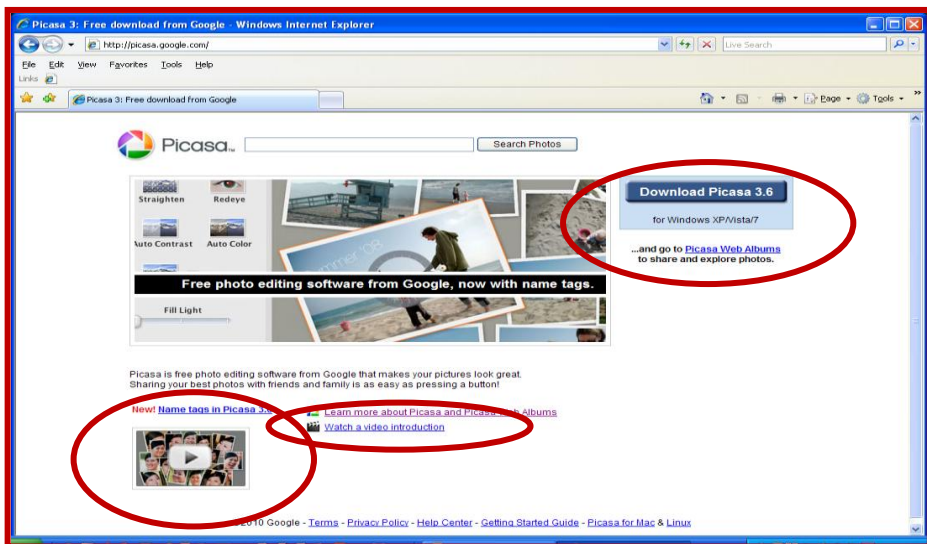 Picasa 3: Free download from Google - Windows Internet Explorer
http://picasa.google.com/
Live Search
File Edit View Favorites Tools Help
Links
Picasa 3: Free download from Google
Page Tools
Picasa™ Search Photos
Straighten Redeye
Auto Contrast Auto Color
Free photo editing software from Google, now with name tags.
Fill Light
Download Picasa 3.6
for Windows XP/Vista/7
...and go to Picasa Web Albums
to share and explore photos.
Picasa is free photo editing software from Google that makes your pictures look great.
Sharing your best photos with friends and family is as easy as pressing a button!
New! Name tags in Picasa 3.6
Learn more about Picasa and Picasa Web Albums
Watch a video introduction
2010 Google - Terms - Privacy Policy - Help Center - Getting Started Guide - Picasa for Mac & Linux